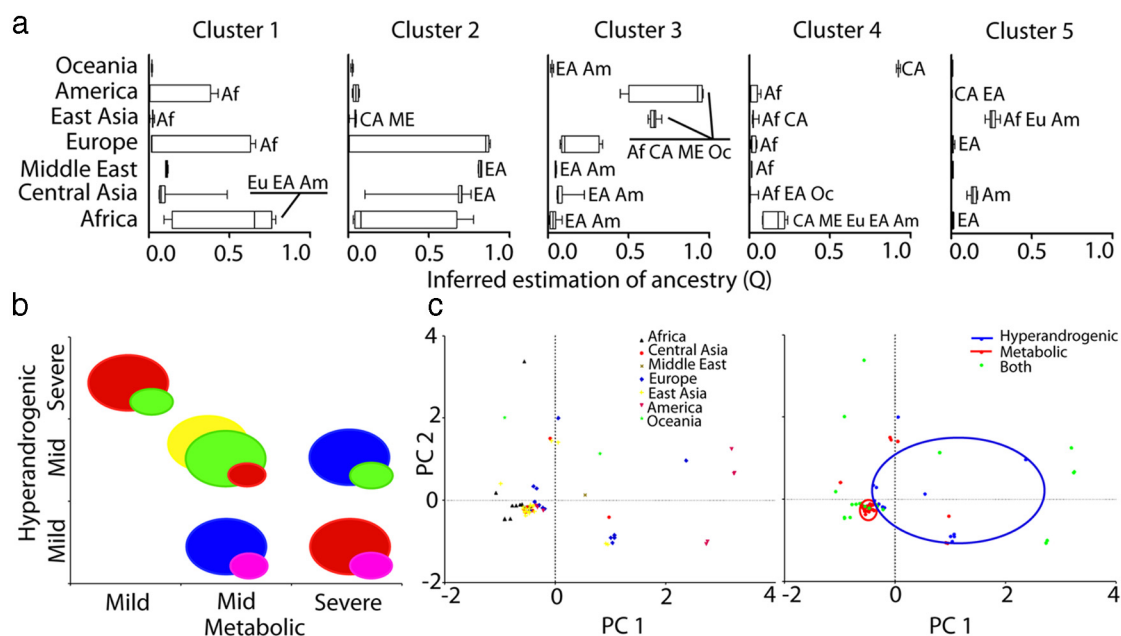 a
Cluster 1 Cluster 2 Cluster 3 Cluster 4 Cluster 5
Oceania EA Am CA
America Af Af CA EA
East Asia Af CA ME Af CA Af Eu Am
Europe Af Af CA ME Oc Af EA
Middle East EA EA Am Af
Central Asia Eu EA Am EA EA Am Af EA Oc Am
Africa EA Am CA ME Eu EA Am EA
0.0 0.5 1.0 0.0 0.5 1.0 0.0 0.5 1.0 0.0 0.5 1.0 0.0 0.5 1.0
Inferred estimation of ancestry (Q)
b
Hyperandrogenic
Severe
Mid
Mild
Mild Mid Severe
Metabolic
c
4
2
0
-2
PC 2
Africa
Central Asia
Middle East
Europe
East Asia
America
Oceania
-2 0 2 4
PC 1
Hyperandrogenic
Metabolic
Both
-2 0 2 4
PC 1